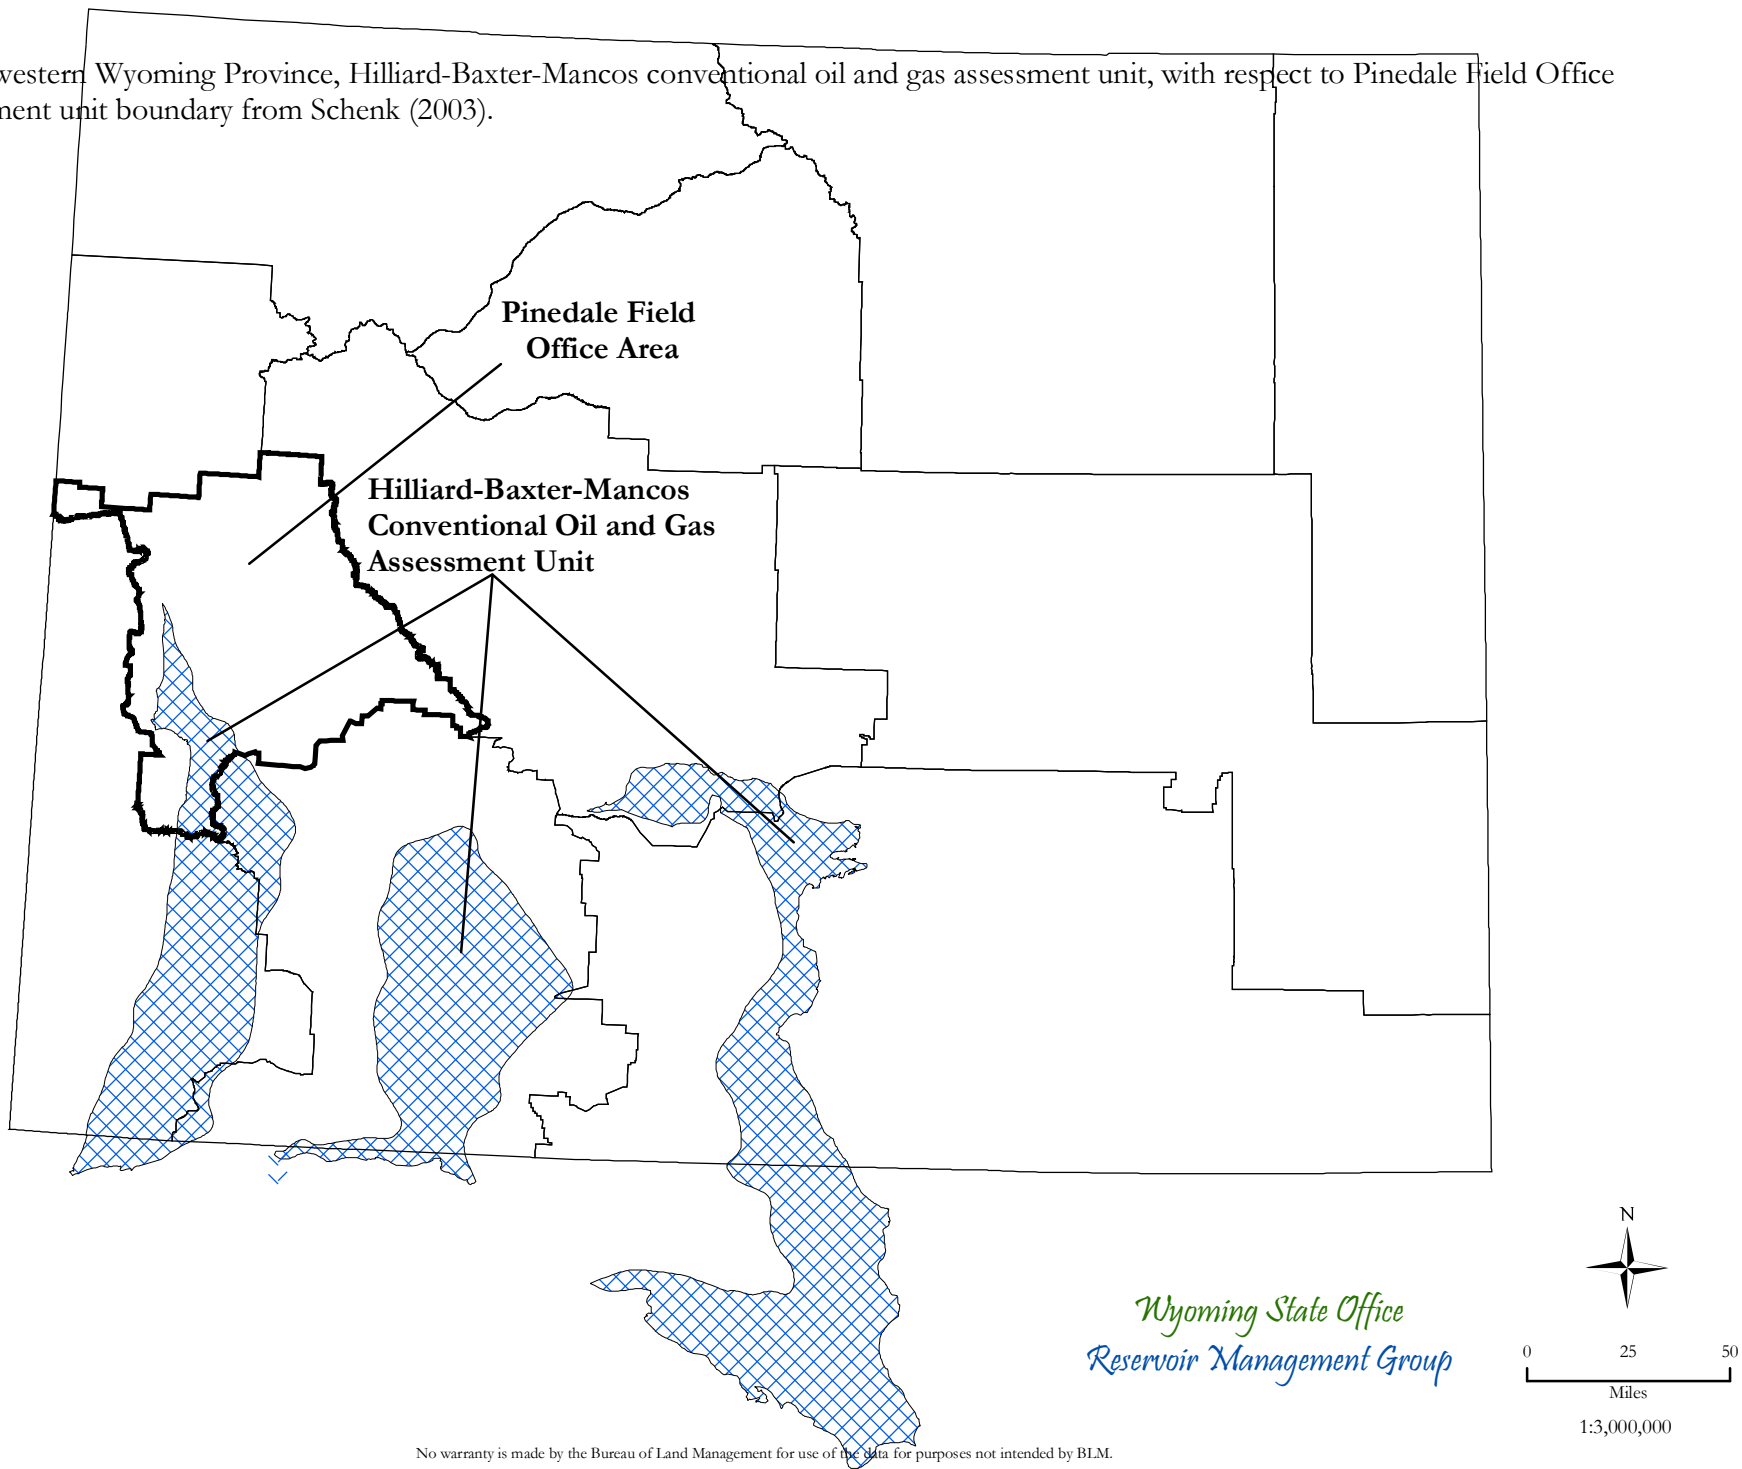 western Wyoming Province, Hilliard-Baxter-Mancos conventional oil and gas assessment unit, with respect to Pinedale Field Office
ment unit boundary from Schenk (2003).
Pinedale Field
Office Area
Hilliard-Baxter-Mancos
Conventional Oil and Gas
Assessment Unit
N
Wyoming State Office
Reservoir Management Group
0 25 50
Miles
1:3,000,000
No warranty is made by the Bureau of Land Management for use of the data for purposes not intended by BLM.